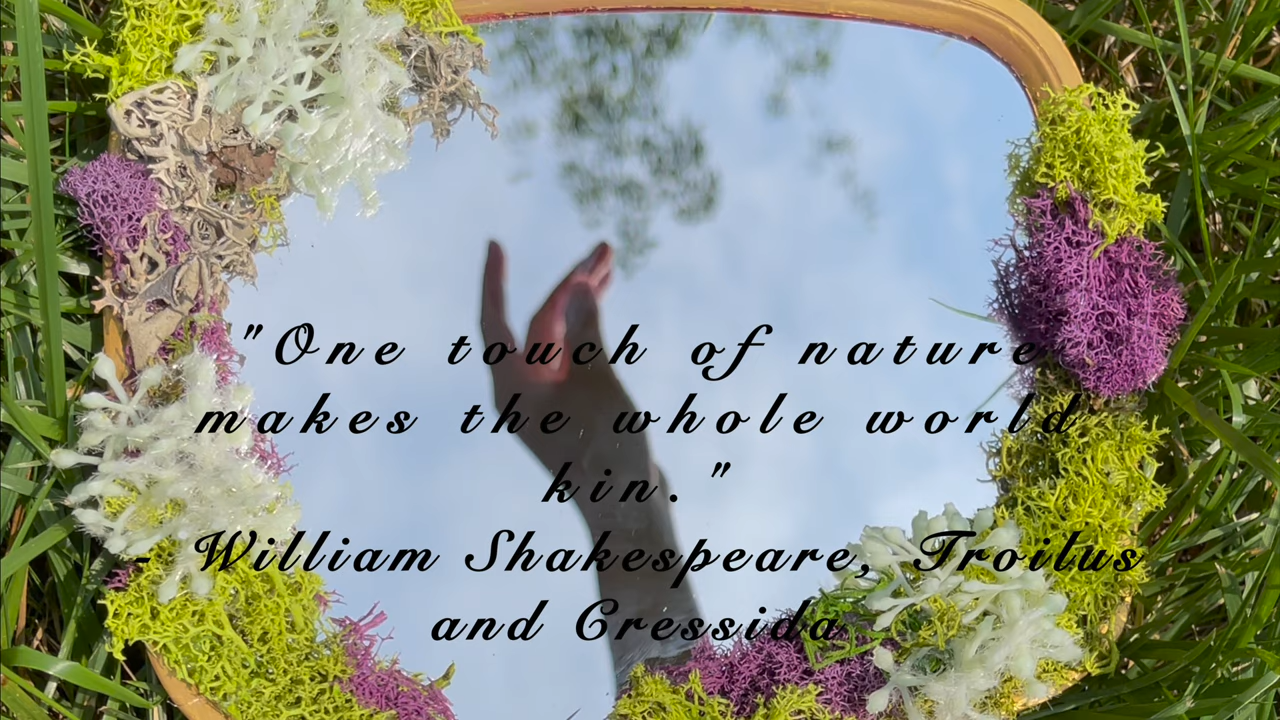 "One touch of nature
makes the whole world
kin."
- William Shakespeare, Troilus
and Cressida